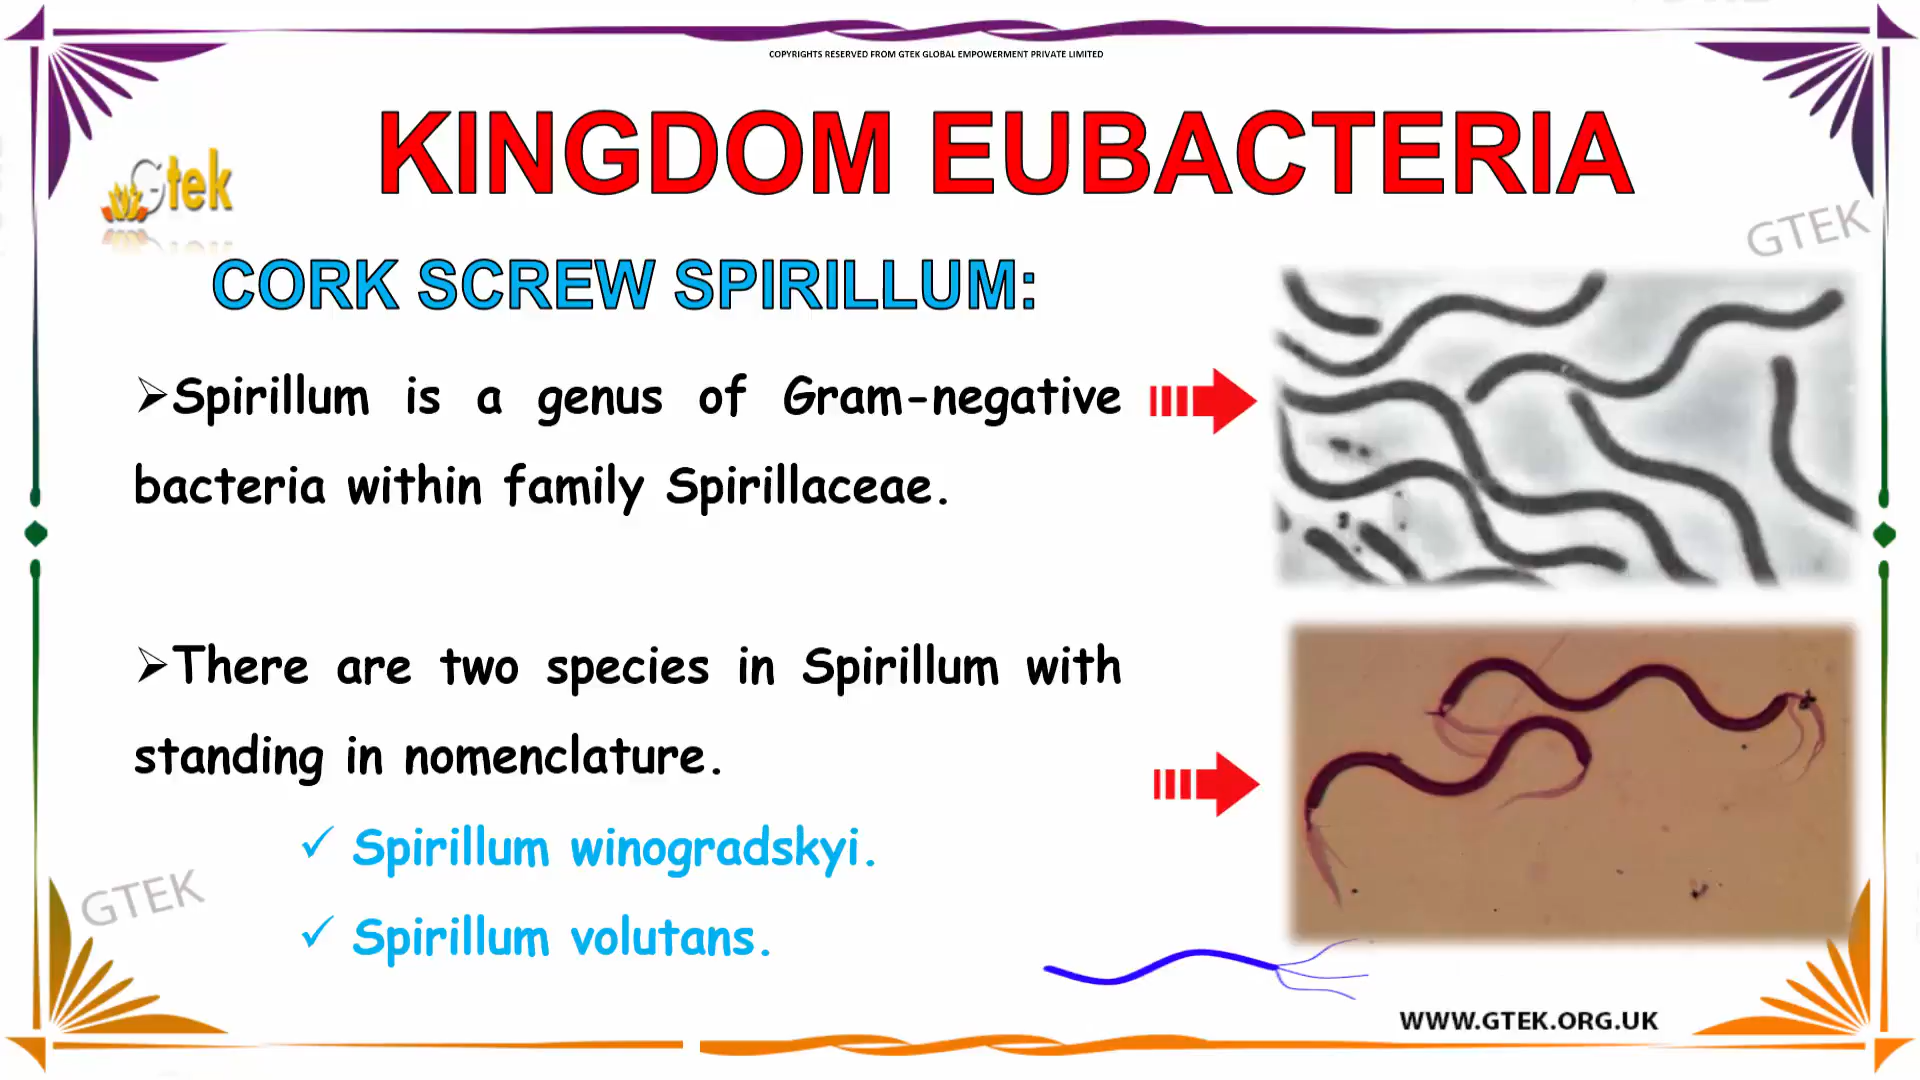 COPYRIGHTS RESERVED FROM GTEK GLOBAL EMPOWERMENT PRIVATE LIMITED
KINGDOM EUBACTERIA
Gtek
GTEK
CORK SCREW SPIRILLUM:
➢Spirillum is a genus of Gram-negative
bacteria within family Spirillaceae.
➢There are two species in Spirillum with
standing in nomenclature.
✓ Spirillum winogradskyi.
✓ Spirillum volutans.
GTEK
WWW.GTEK.ORG.UK